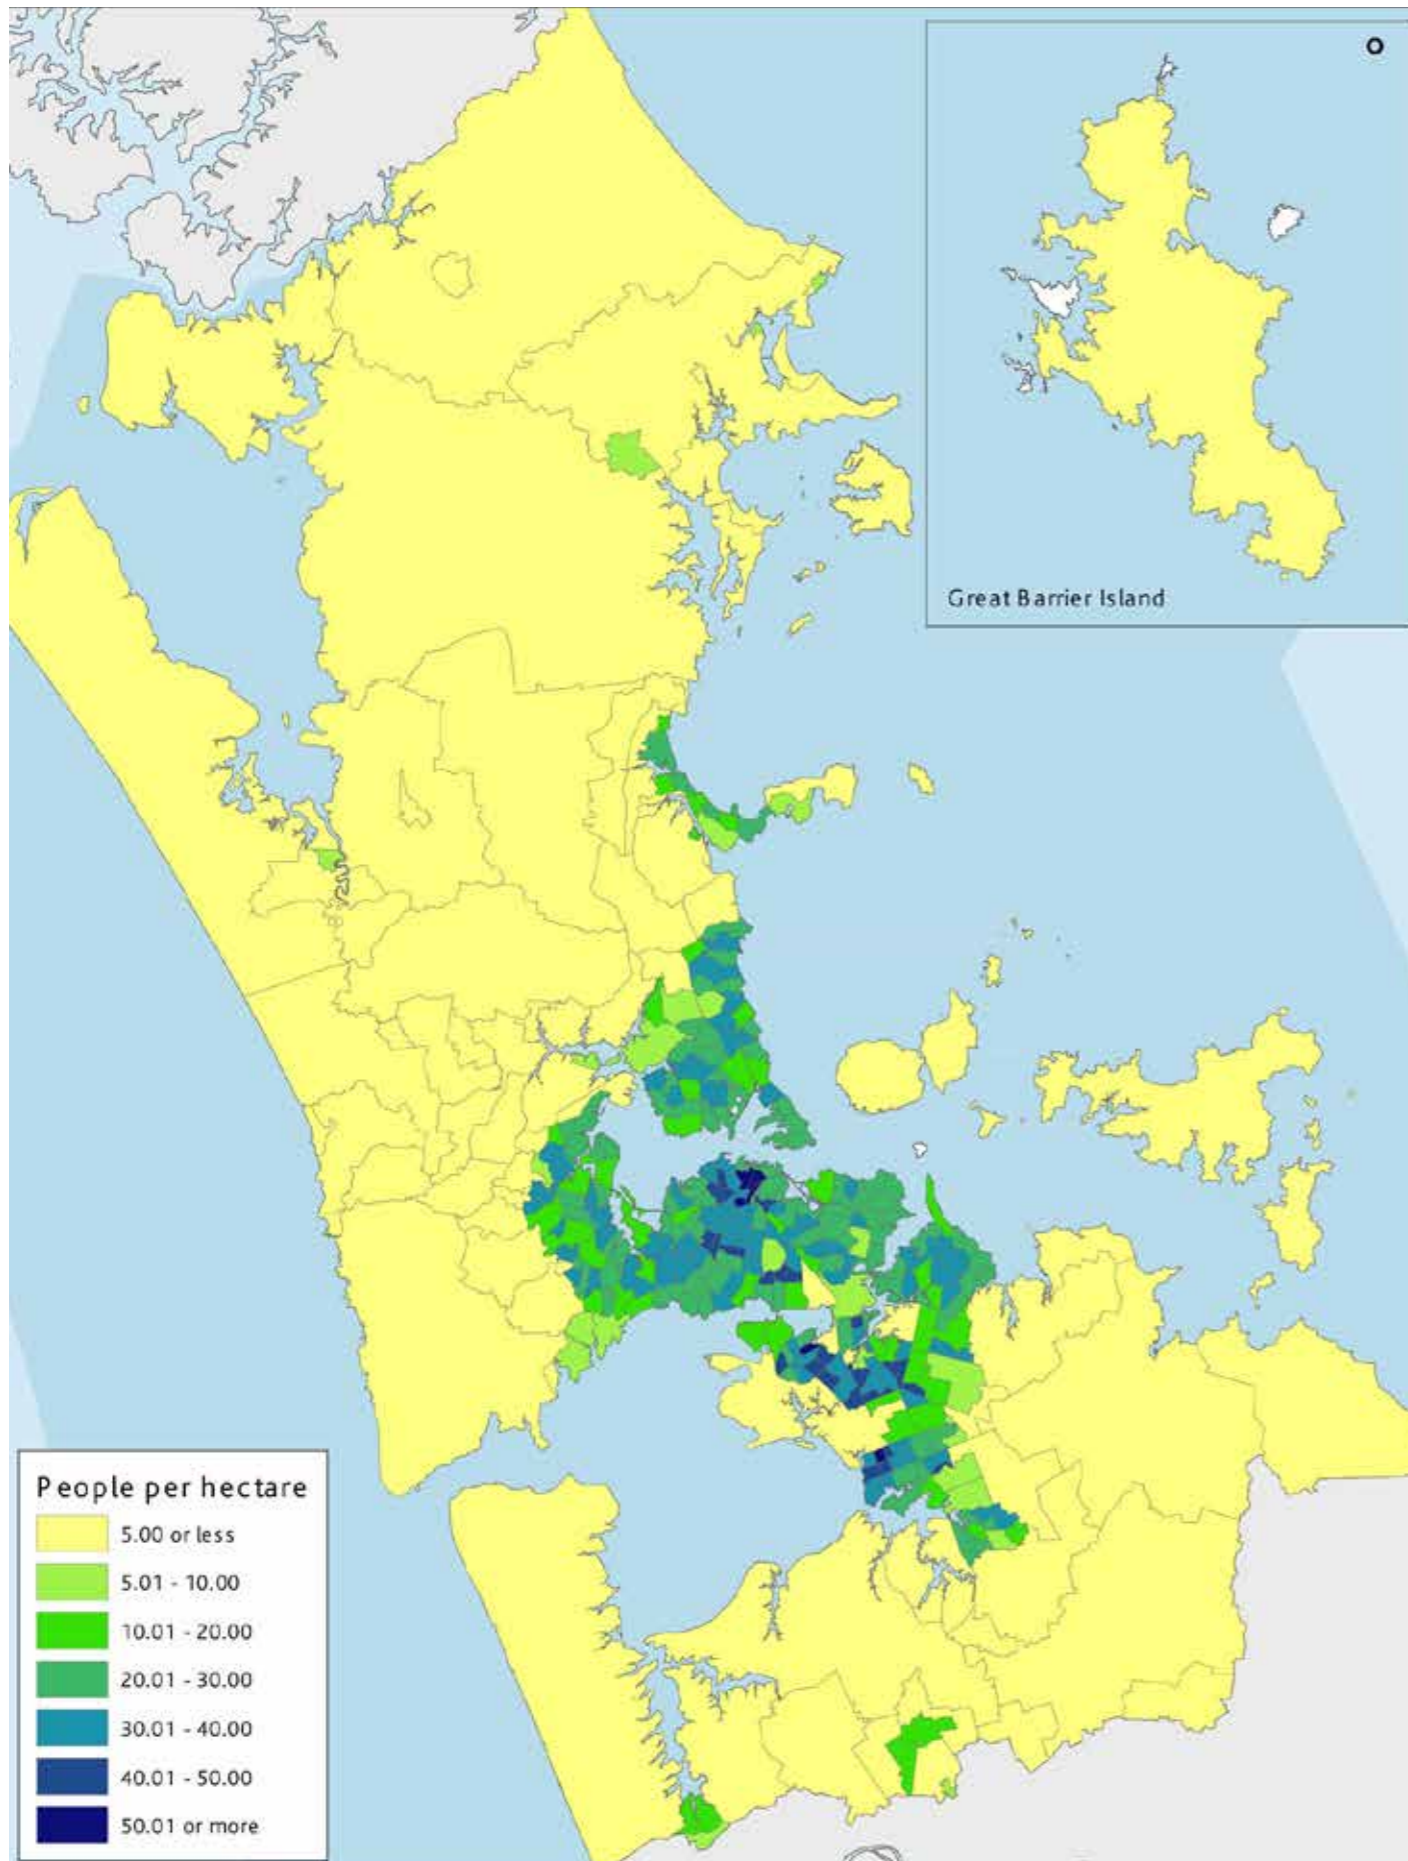 Great Barrier Island
People per hectare
5.00 or less
5.01 - 10.00
10.01 - 20.00
20.01 - 30.00
30.01 - 40.00
40.01 - 50.00
50.01 or more